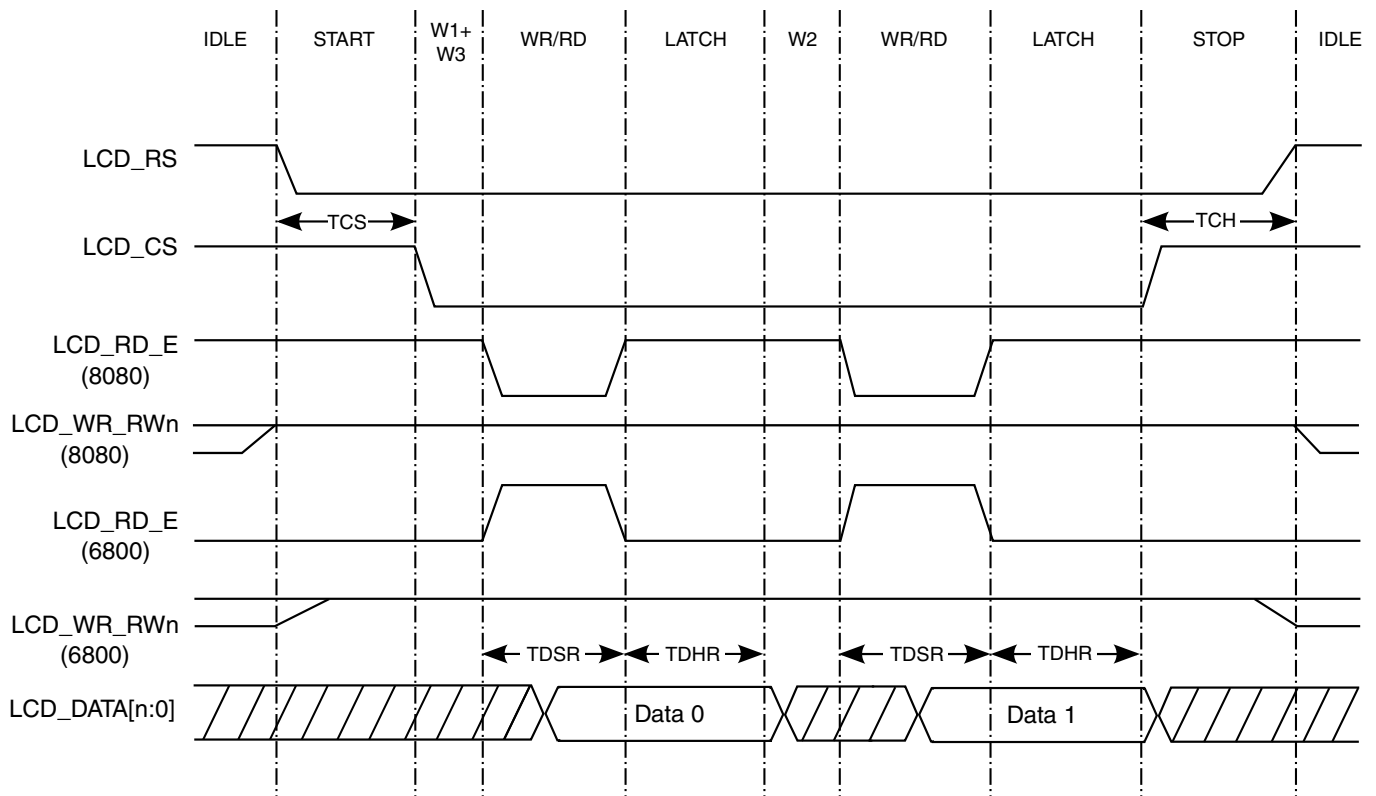 IDLE START W1+ WR/RD LATCH W2 WR/RD LATCH STOP IDLE
W3
LCD_RS
TCS TCH
LCD_CS
LCD_RD_E
(8080)
LCD_WR_RWn
(8080)
LCD_RD_E
(6800)
LCD_WR_RWn
(6800)
TDSR TDHR TDSR TDHR
LCD_DATA[n:0] Data 0 Data 1